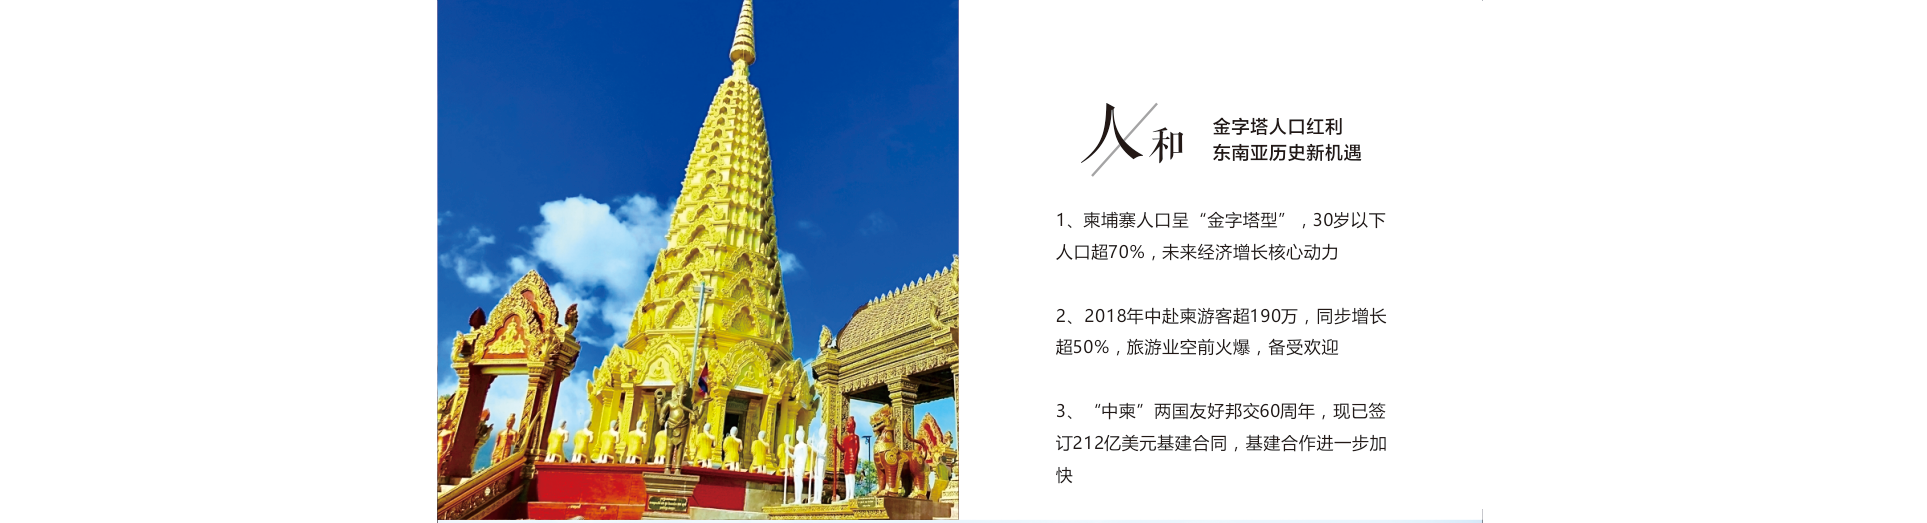 人和
金字塔人口红利
东南亚历史新机遇
1、柬埔寨人口呈“金字塔型”，30岁以下
人口超70%，未来经济增长核心动力
2、2018年中赴柬游客超190万，同步增长
超50%，旅游业空前火爆，备受欢迎
3、“中柬”两国友好邦交60周年，现已签
订212亿美元基建合同，基建合作进一步加
快